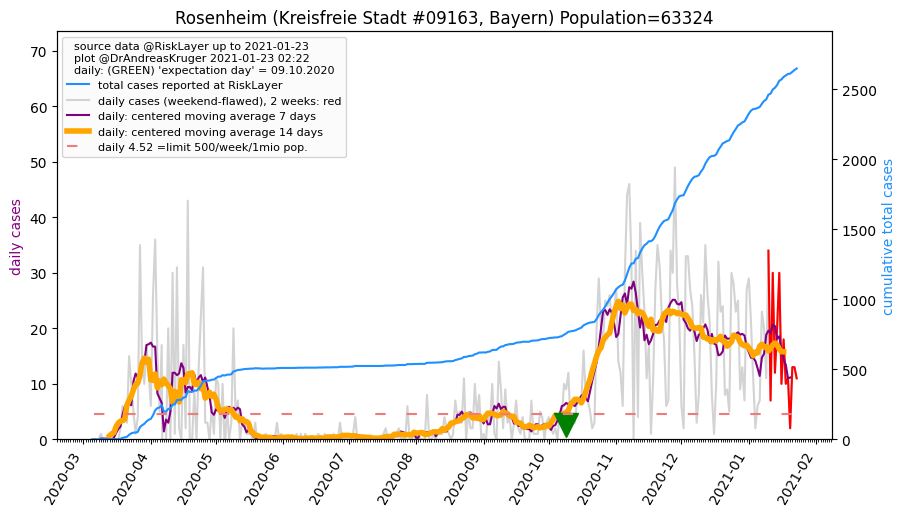 Rosenheim (Kreisfreie Stadt #09163, Bayern) Population=63324
source data @RiskLayer up to 2021-01-23
plot @DrAndreasKruger 2021-01-23 02:22
daily: (GREEN) 'expectation day' = 09.10.2020
total cases reported at RiskLayer
daily cases (weekend-flawed), 2 weeks: red
daily: centered moving average 7 days
daily: centered moving average 14 days
daily 4.52 =limit 500/week/1mio pop.
daily cases
70
60
50
40
30
20
10
0
cumulative total cases
2500
2000
1500
1000
500
0
2020-03
2020-04
2020-05
2020-06
2020-07
2020-08
2020-09
2020-10
2020-11
2020-12
2021-01
2021-02